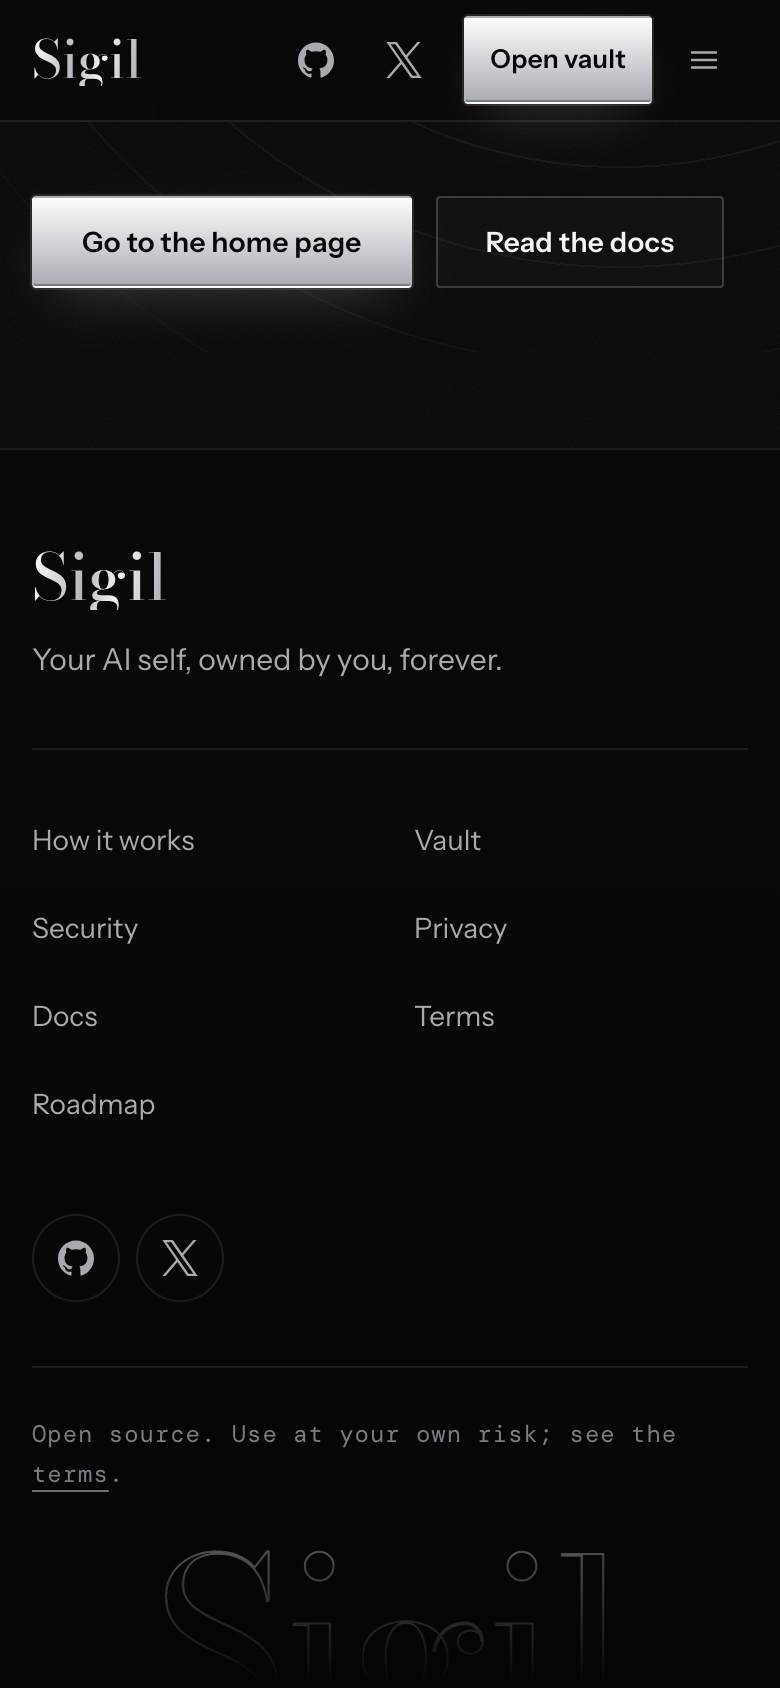 Sigil
Open vault
Go to the home page
Read the docs
Sigil
Your AI self, owned by you, forever.
How it works
Vault
Security
Privacy
Docs
Terms
Roadmap
Open source. Use at your own risk; see the
terms.
Sigil